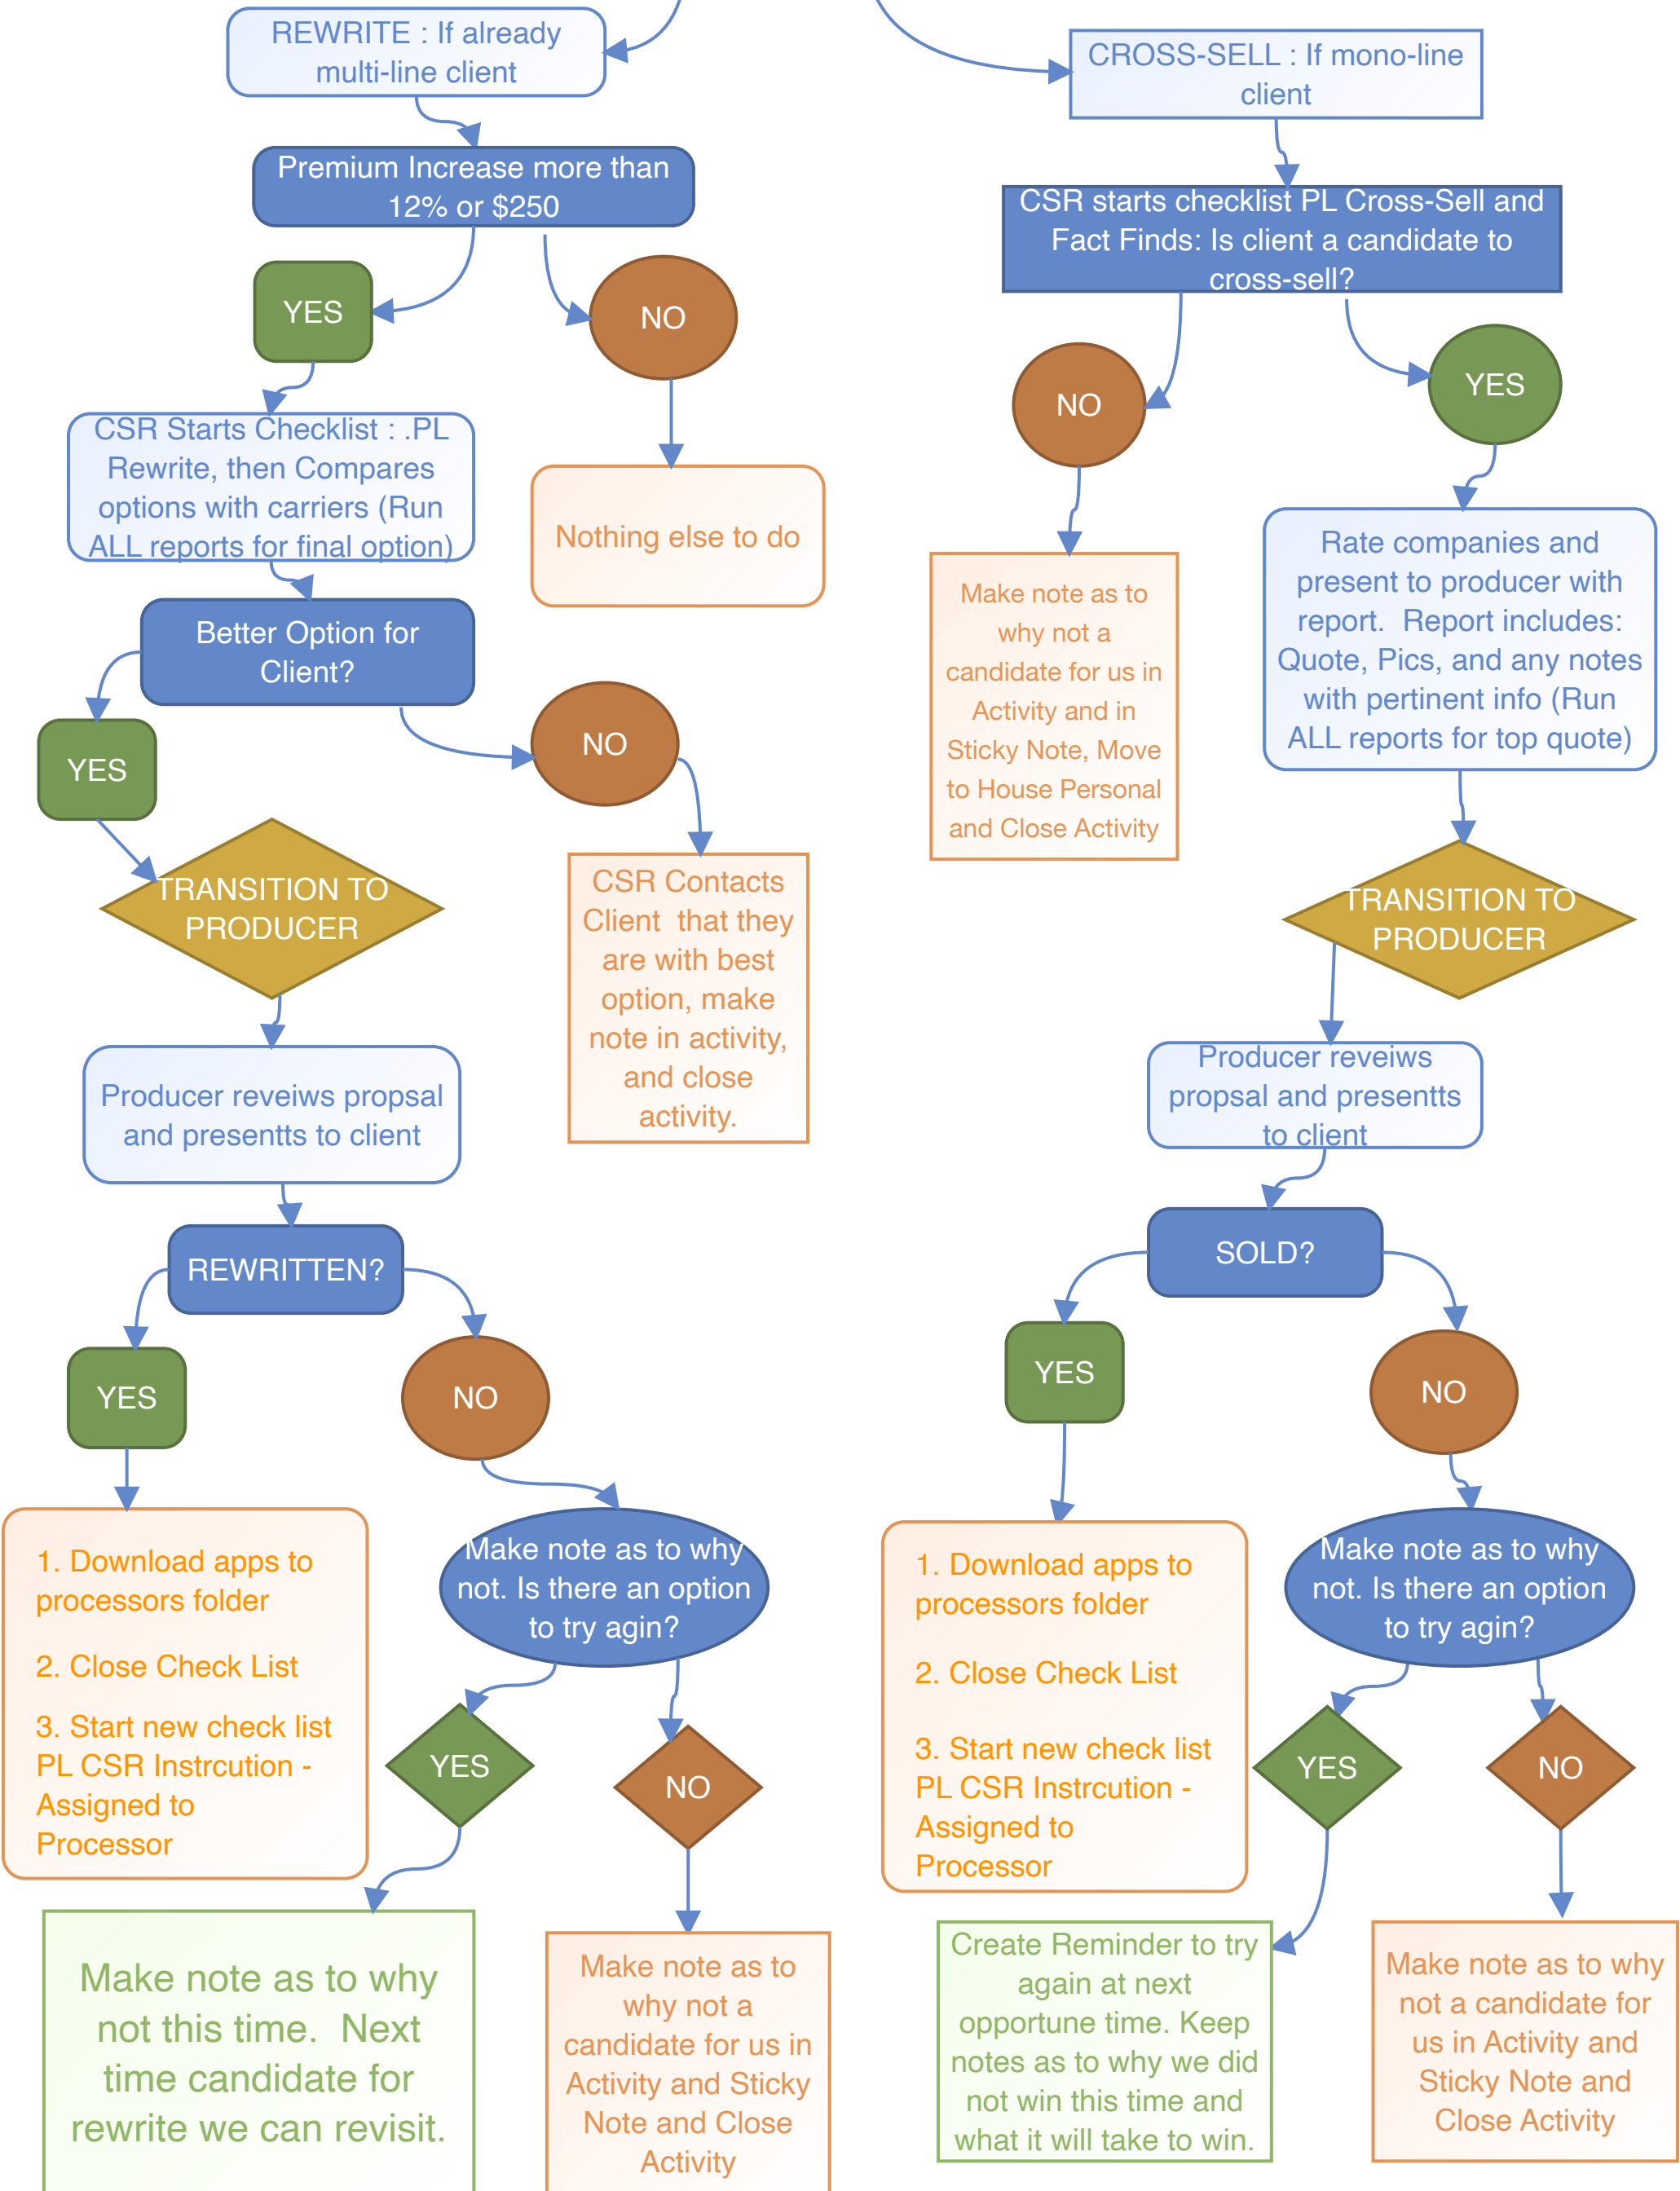 REWRITE : If already
multi-line client
CROSS-SELL : If mono-line
client
Premium Increase more than
12% or $250
CSR starts checklist PL Cross-Sell and
Fact Finds: Is client a candidate to
cross-sell?
YES
NO
NO
YES
CSR Starts Checklist : .PL
Rewrite, then Compares
options with carriers (Run
ALL reports for final option)
Nothing else to do
Make note as to
why not a
candidate for us in
Activity and in
Sticky Note, Move
to House Personal
and Close Activity
Rate companies and
present to producer with
report.  Report includes:
Quote, Pics, and any notes
with pertinent info (Run
ALL reports for top quote)
Better Option for
Client?
YES
NO
TRANSITION TO
PRODUCER
CSR Contacts
Client  that they
are with best
option, make
note in activity,
and close
activity.
TRANSITION TO
PRODUCER
Producer reveiws propsal
and presentts to client
Producer reveiws
propsal and presentts
to client
REWRITTEN?
SOLD?
YES
NO
YES
NO
1. Download apps to
processors folder
2. Close Check List
3. Start new check list
PL CSR Instrcution -
Assigned to
Processor
Make note as to why
not. Is there an option
to try agin?
1. Download apps to
processors folder
2. Close Check List
3. Start new check list
PL CSR Instrcution -
Assigned to
Processor
Make note as to why
not. Is there an option
to try agin?
YES
NO
YES
NO
Make note as to why
not this time.  Next
time candidate for
rewrite we can revisit.
Make note as to
why not a
candidate for us in
Activity and Sticky
Note and Close
Activity
Create Reminder to try
again at next
opportune time. Keep
notes as to why we did
not win this time and
what it will take to win.
Make note as to why
not a candidate for
us in Activity and
Sticky Note and
Close Activity